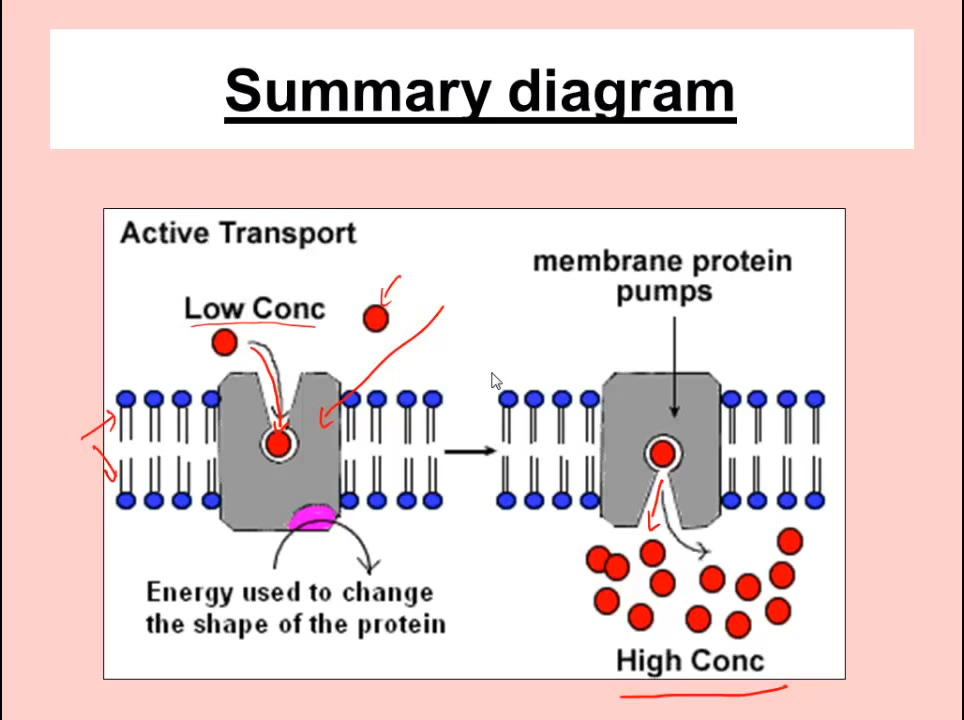 Summary diagram
Active Transport
Low Conc
membrane protein
pumps
Energy used to change
the shape of the protein
High Conc